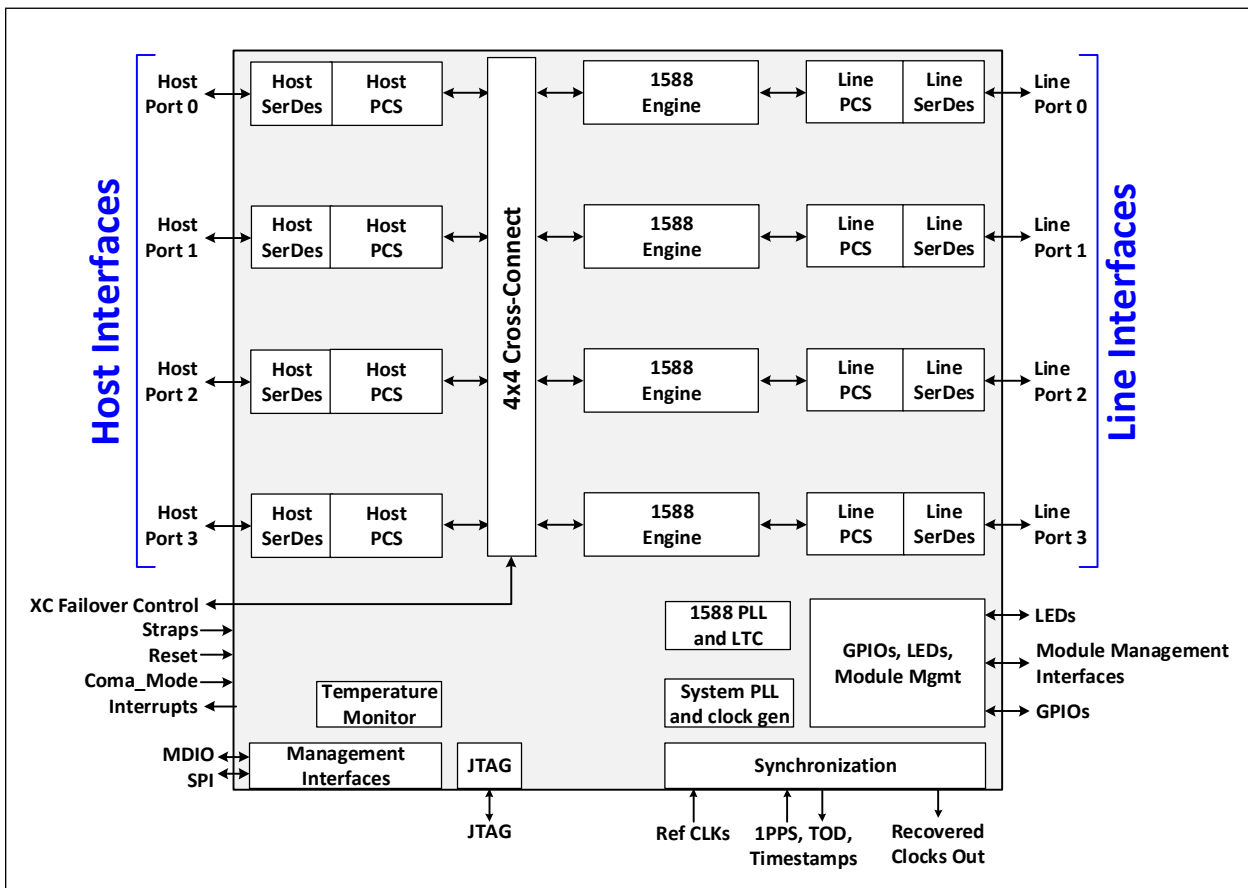 Host Interfaces
Host
Port 0
Host
SerDes
Host
PCS
4x4 Cross-Connect
1588
Engine
Line
PCS
Line
SerDes
Line
Port 0
Line Interfaces
Host
Port 1
Host
SerDes
Host
PCS
1588
Engine
Line
PCS
Line
SerDes
Line
Port 1
Host
Port 2
Host
SerDes
Host
PCS
1588
Engine
Line
PCS
Line
SerDes
Line
Port 2
Host
Port 3
Host
SerDes
Host
PCS
1588
Engine
Line
PCS
Line
SerDes
Line
Port 3
XC Failover Control
Straps
Reset
Coma_Mode
Interrupts
MDIO
SPI
Temperature
Monitor
Management
Interfaces
JTAG
JTAG
1588 PLL
and LTC
System PLL
and clock gen
GPIOs, LEDs,
Module Mgmt
LEDs
Module Management
Interfaces
GPIOs
Synchronization
Ref CLKs
1PPS, TOD,
Timestamps
Recovered
Clocks Out